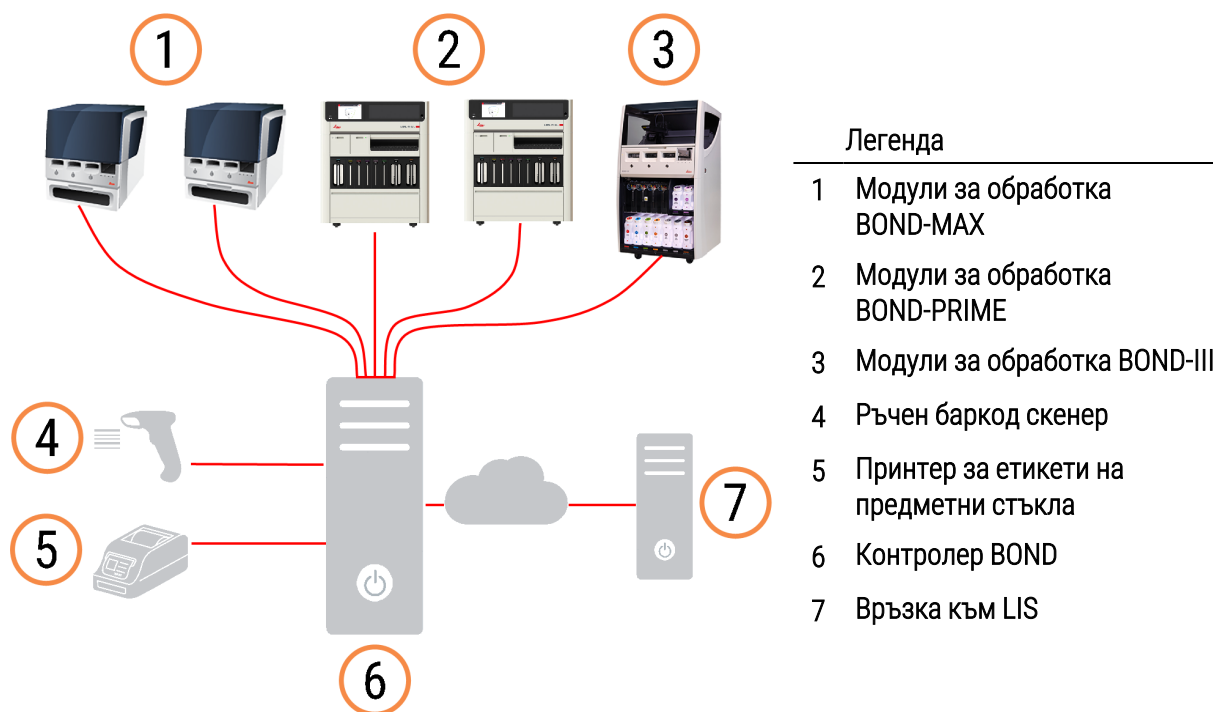 1
2
3
4
5
6
7
Легенда
1 Модули за обработка
BOND-MAX
2 Модули за обработка
BOND-PRIME
3 Модули за обработка BOND-III
4 Ръчен баркод скенер
5 Принтер за етикети на
предметни стъкла
6 Контролер BOND
7 Връзка към LIS